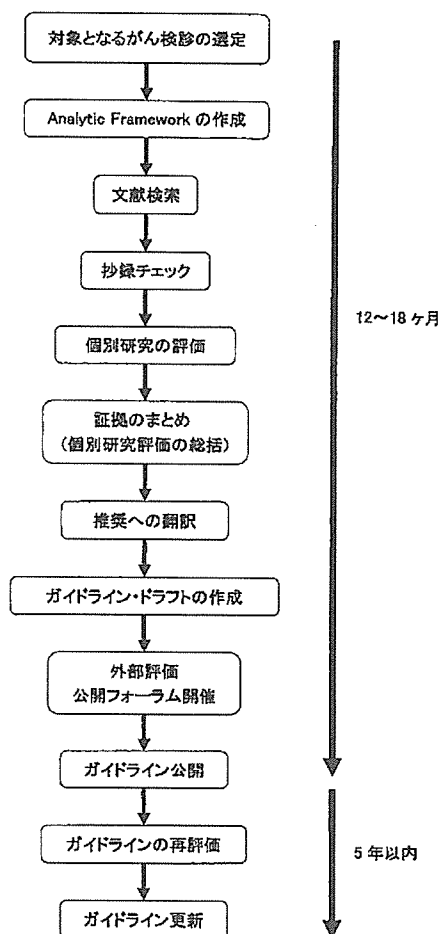 対象となるがん検診の選定
Analytic Framework の作成
文献検索
抄録チェック
個別研究の評価
証拠のまとめ
(個別研究評価の総括)
推奨への翻訳
ガイドライン・ドラフトの作成
外部評価
公開フォーラム開催
ガイドライン公開
ガイドラインの再評価
ガイドライン更新
12～18 ヶ月
5 年以内